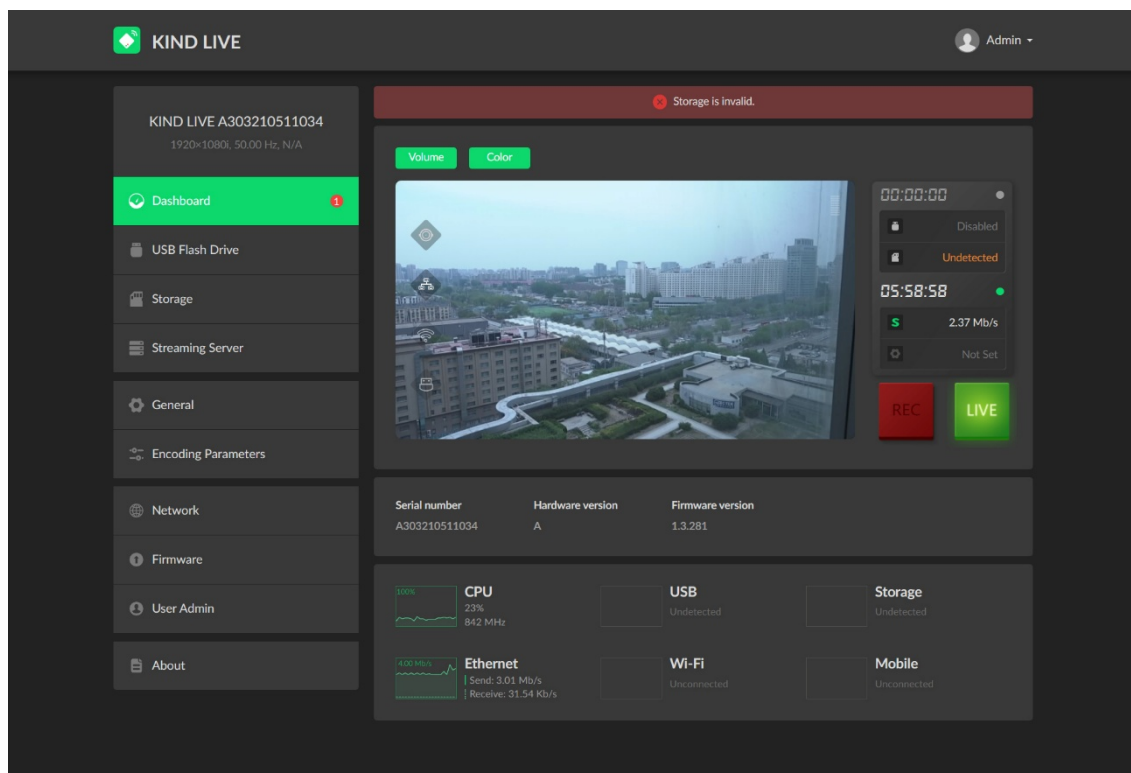 KIND LIVE
Admin
KIND LIVE A303210511034
1920×1080i, 50.00 Hz, N/A
Dashboard
1
USB Flash Drive
Storage
Streaming Server
General
Encoding Parameters
Network
Firmware
User Admin
About
Storage is invalid.
Volume
Color
00:00:00
Disabled
Undetected
05:58:58
S
2.37 Mb/s
Not Set
REC
LIVE
Serial number
Hardware version
Firmware version
A303210511034
A
1.3.281
100%
CPU
23%
842 MHz
USB
Undetected
Storage
Undetected
4.00 Mb/s
Ethernet
Send: 3.01 Mb/s
Receive: 31.54 Kb/s
Wi-Fi
Unconnected
Mobile
Unconnected